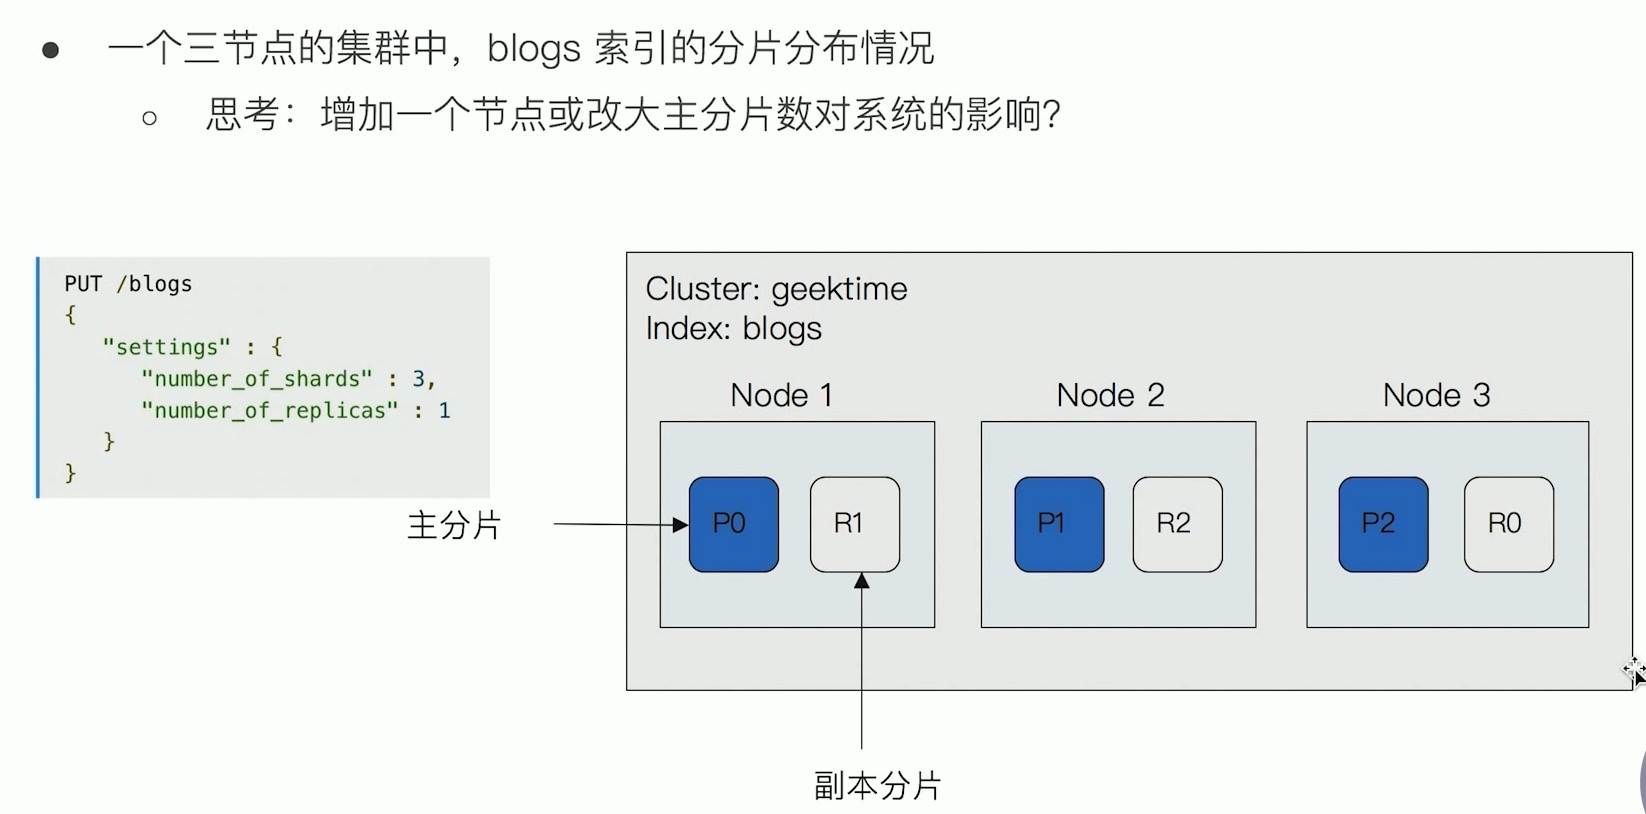 一个三节点的集群中，blogs 索引的分片分布情况
思考：增加一个节点或改大主分片数对系统的影响？
PUT /blogs
{
"settings" : {
"number_of_shards" : 3,
"number_of_replicas" : 1
}
}
主分片
Cluster: geektime
Index: blogs
Node 1
Node 2
Node 3
P0
R1
P1
R2
P2
R0
副本分片